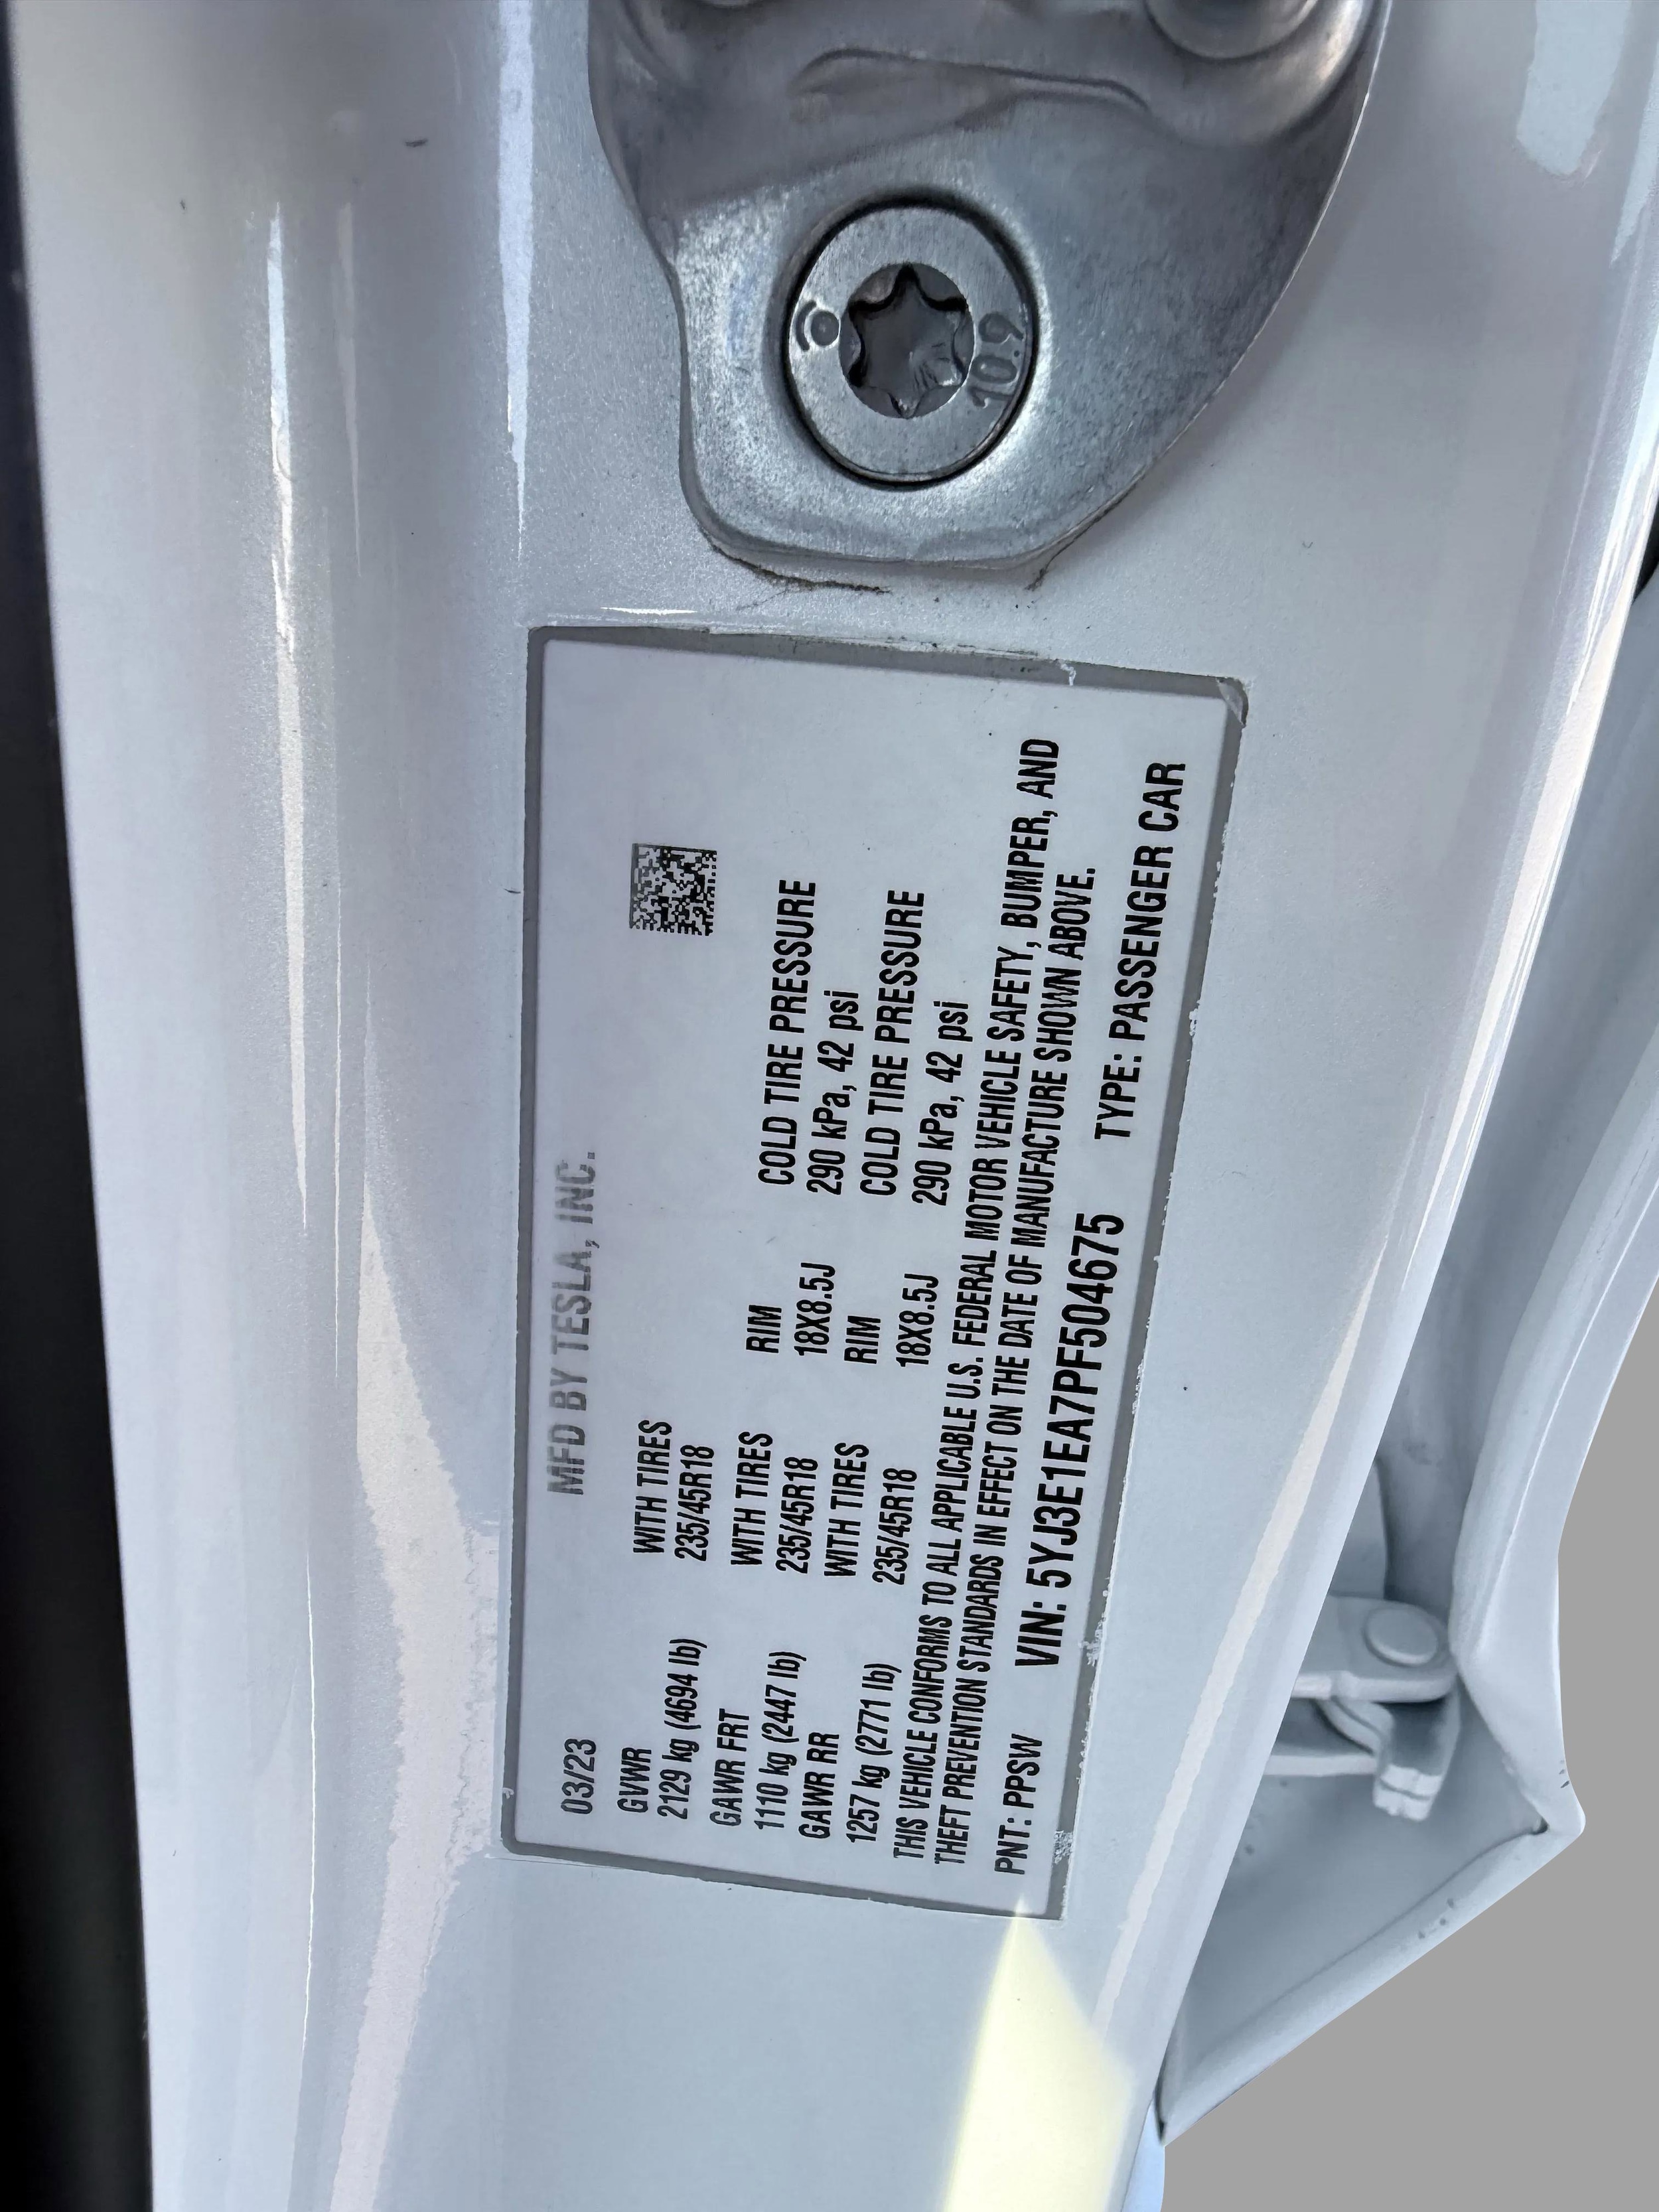 10.9
MFD BY TESLA, INC.
03/23
GVWR WITH TIRES
2129 kg (4694 lb) 235/45R18
GAWR FRT WITH TIRES RIM COLD TIRE PRESSURE
1110 kg (2447 lb) 235/45R18 18X8.5J 290 kPa, 42 psi
GAWR RR WITH TIRES RIM COLD TIRE PRESSURE
1257 kg (2771 lb) 235/45R18 18X8.5J 290 kPa, 42 psi
THIS VEHICLE CONFORMS TO ALL APPLICABLE U.S. FEDERAL MOTOR VEHICLE SAFETY, BUMPER, AND
THEFT PREVENTION STANDARDS IN EFFECT ON THE DATE OF MANUFACTURE SHOWN ABOVE.
PNT: PPSW VIN: 5YJ3E1EA7PF504675 TYPE: PASSENGER CAR